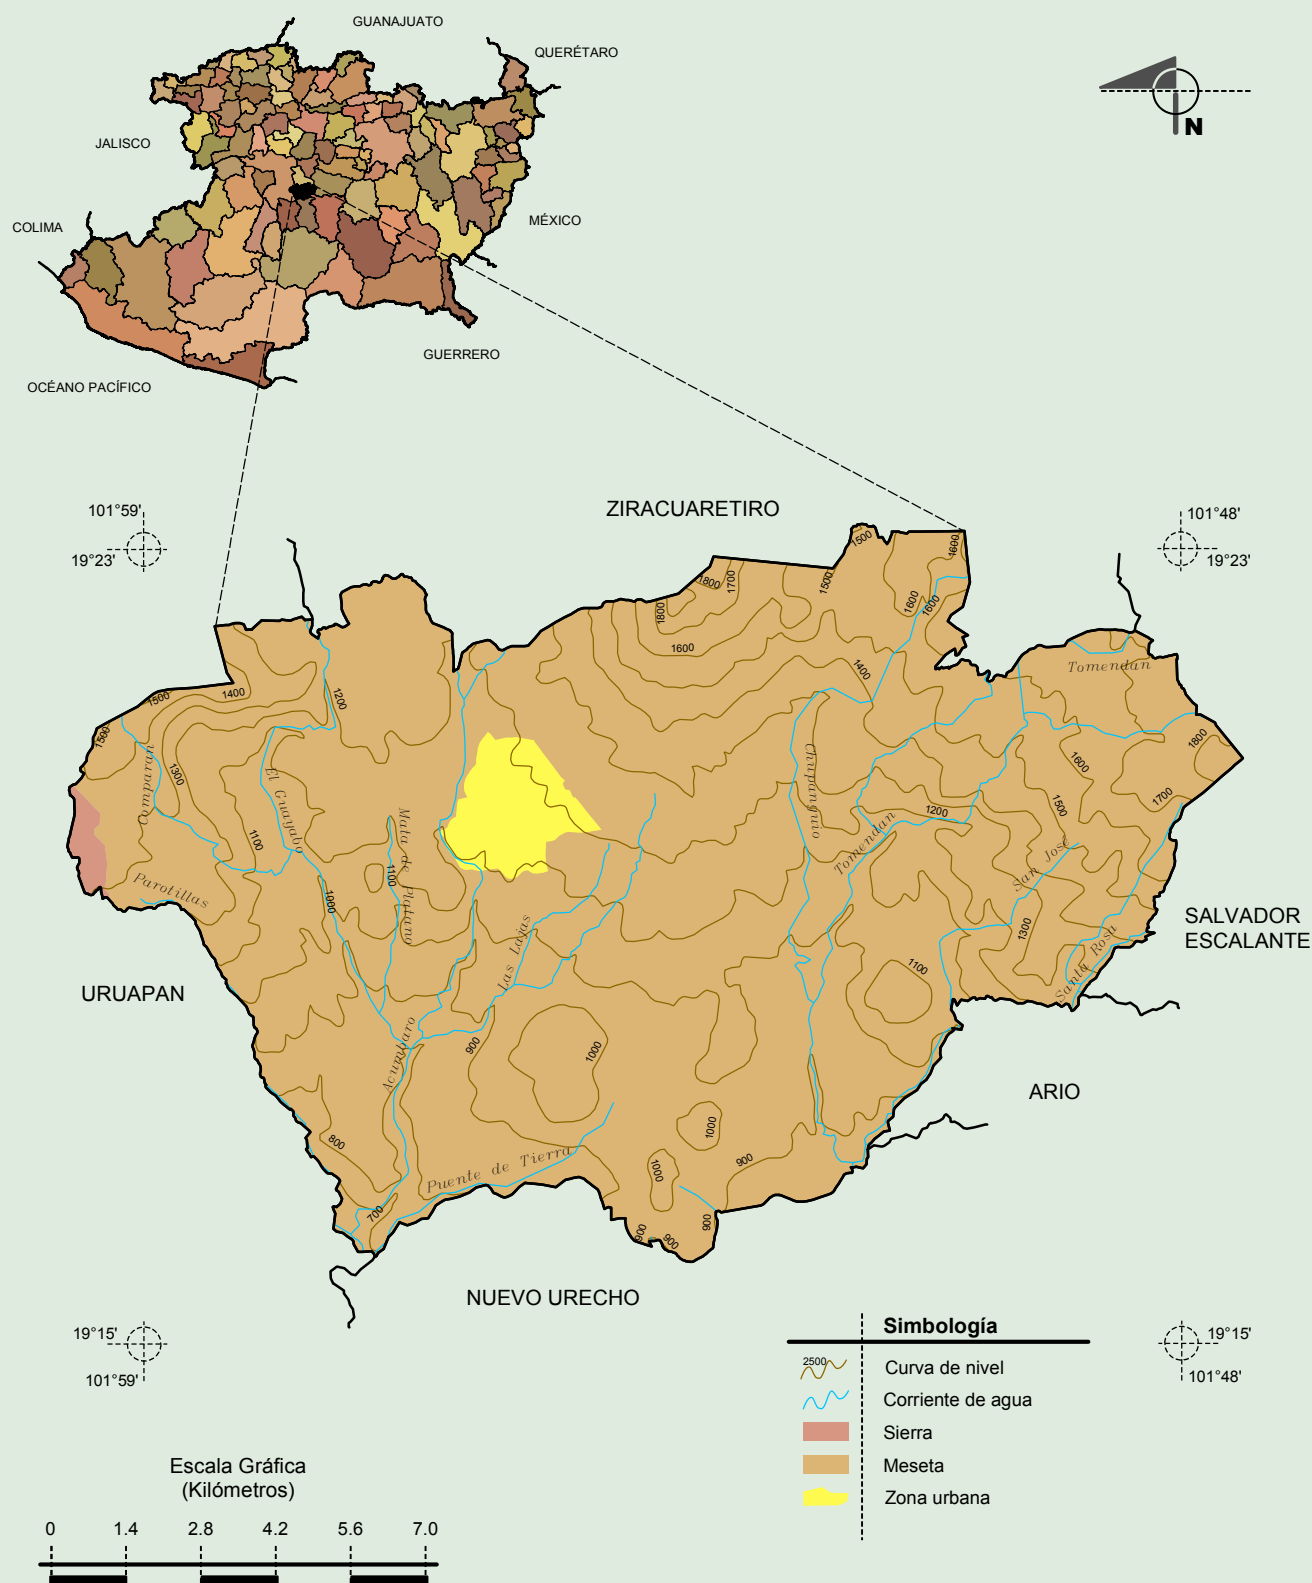 GUANAJUATO
QUERÉTARO
JALISCO
N
COLIMA
MÉXICO
GUERRERO
OCÉANO PACÍFICO
101°59'
19°23'
ZIRACUARETIRO
101°48'
19°23'
1500
1600
1800
1700
1500
1600
1600
1800
1600
1400
Tomendan
1500
1400
1200
1500
1800
Comparan
1300
El Guayabo
Chupanguio
1600
1700
1500
1200
1100
Mata de Platano
Tomendan
San José
1100
Parotillas
1000
Las Lajas
1300
SALVADOR
ESCALANTE
1100
Santa Rosa
URUAPAN
Acumbaro
900
1000
ARIO
800
1000
900
Puente de Tierra
1000
700
900
900
900
NUEVO URECHO
19°15'
101°59'
19°15'
101°48'
Simbología
2500
Curva de nivel
Corriente de agua
Sierra
Meseta
Zona urbana
Escala Gráfica
(Kilómetros)
0 1.4 2.8 4.2 5.6 7.0